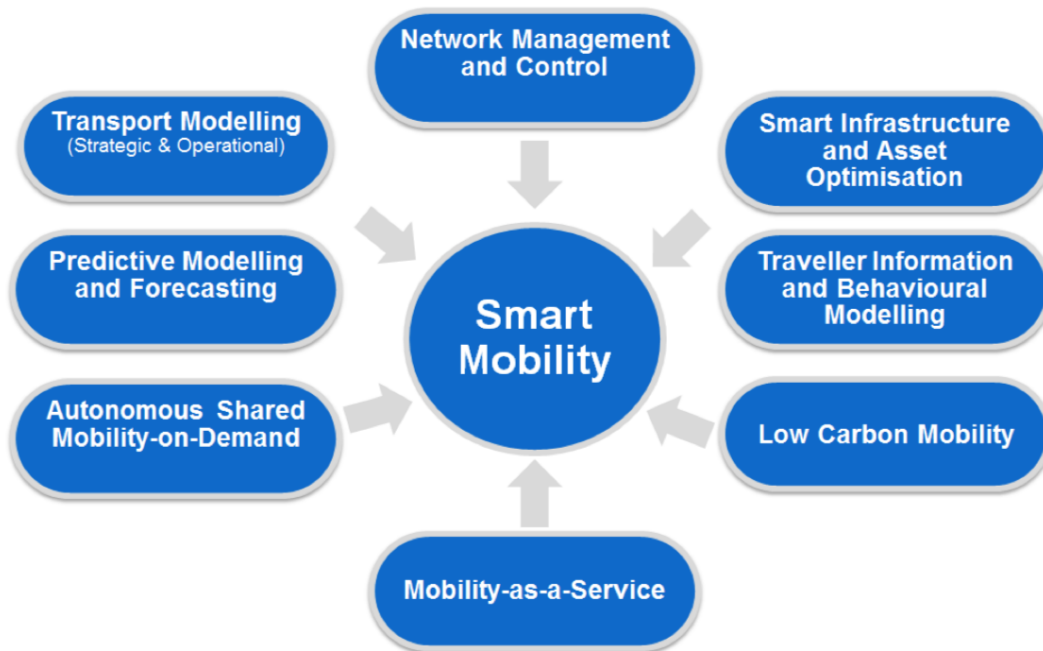 Network Management
and Control
Transport Modelling
(Strategic & Operational)
Smart Infrastructure
and Asset
Optimisation
Predictive Modelling
and Forecasting
Traveller Information
and Behavioural
Modelling
Smart
Mobility
Autonomous Shared
Mobility-on-Demand
Low Carbon Mobility
Mobility-as-a-Service